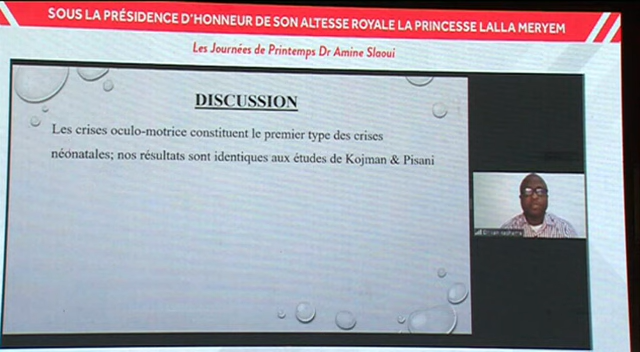 SOUS LA PRÉSIDENCE D'HONNEUR DE SON ALTESSE ROYALE LA PRINCESSE LALLA MERYEM
Les Journées de Printemps Dr Amine Slaoui
DISCUSSION
Les crises oculo-motrice constituent le premier type des crises
néonatales; nos résultats sont identiques aux études de Kojman & Pisani